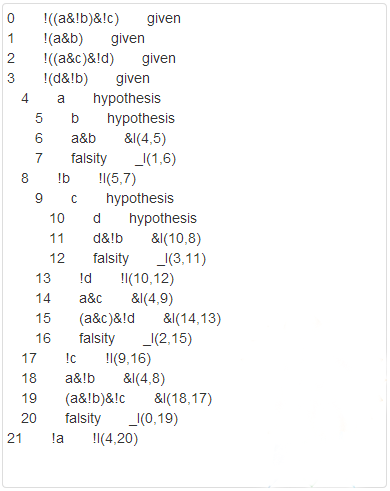 0 !((a&!b)&!c) given
1 !(a&b) given
2 !((a&c)&!d) given
3 !(d&!b) given
4 a hypothesis
5 b hypothesis
6 a&b &I(4,5)
7 falsity _I(1,6)
8 !b !I(5,7)
9 c hypothesis
10 d hypothesis
11 d&!b &I(10,8)
12 falsity _I(3,11)
13 !d !I(10,12)
14 a&c &I(4,9)
15 (a&c)&!d &I(14,13)
16 falsity _I(2,15)
17 !c !I(9,16)
18 a&!b &I(4,8)
19 (a&!b)&!c &I(18,17)
20 falsity _I(0,19)
21 !a !I(4,20)